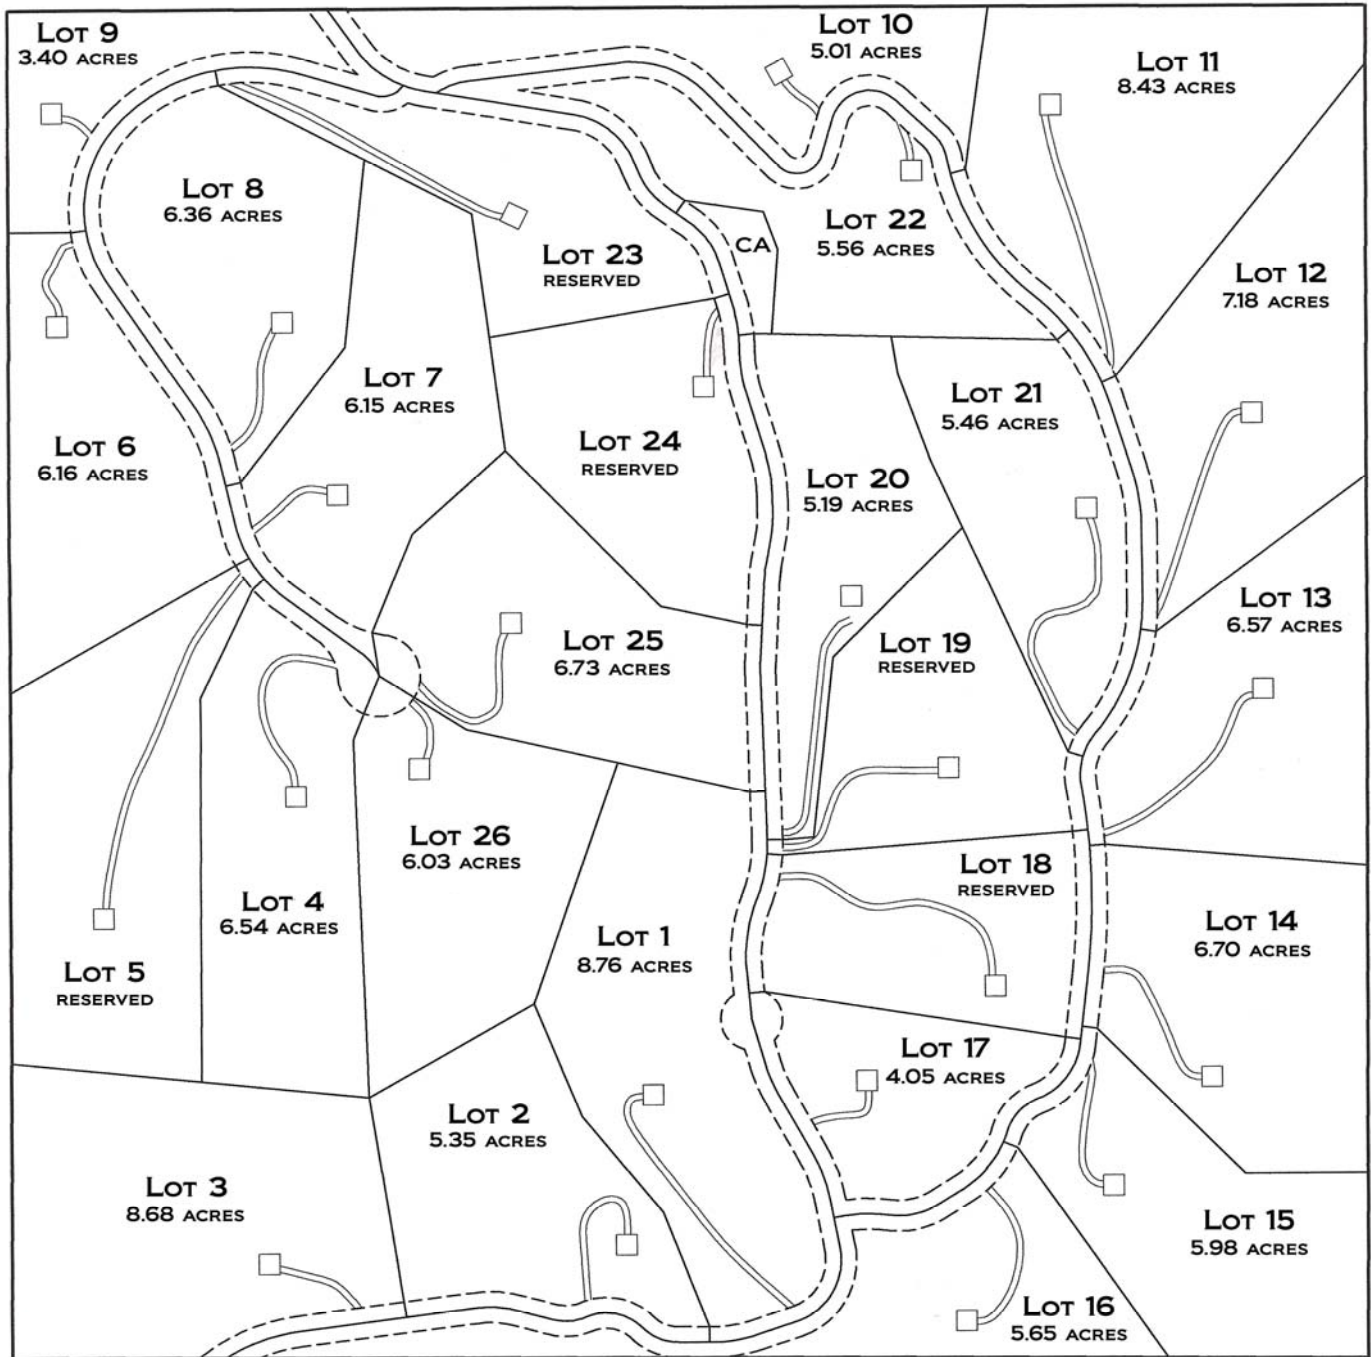 LOT 9
3.40 ACRES
LOT 10
5.01 ACRES
LOT 11
8.43 ACRES
LOT 8
6.36 ACRES
LOT 23
RESERVED
CA
LOT 22
5.56 ACRES
LOT 12
7.18 ACRES
LOT 7
6.15 ACRES
LOT 21
5.46 ACRES
LOT 6
6.16 ACRES
LOT 24
RESERVED
LOT 20
5.19 ACRES
LOT 13
6.57 ACRES
LOT 25
6.73 ACRES
LOT 19
RESERVED
LOT 26
6.03 ACRES
LOT 18
RESERVED
LOT 4
6.54 ACRES
LOT 1
8.76 ACRES
LOT 14
6.70 ACRES
LOT 5
RESERVED
LOT 17
4.05 ACRES
LOT 2
5.35 ACRES
LOT 3
8.68 ACRES
LOT 15
5.98 ACRES
LOT 16
5.65 ACRES